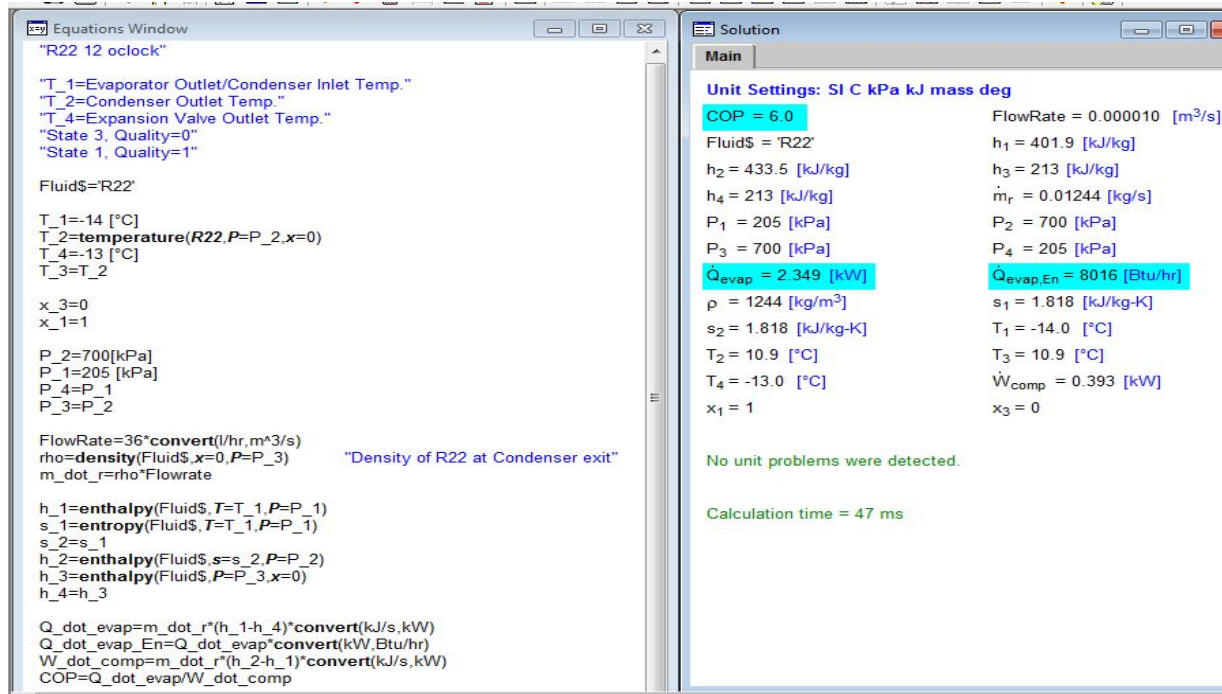 Equations Window
"R22 12 oclock"
"T_1=Evaporator Outlet/Condenser Inlet Temp."
"T_2=Condenser Outlet Temp."
"T_4=Expansion Valve Outlet Temp."
"State 3, Quality=0"
"State 1, Quality=1"
Fluid$='R22'
T_1=-14 [°C]
T_2=temperature(R22,P=P_2,x=0)
T_4=-13 [°C]
T_3=T_2
x_3=0
x_1=1
P_2=700[kPa]
P_1=205 [kPa]
P_4=P_1
P_3=P_2
FlowRate=36*convert(l/hr,m^3/s)
rho=density(Fluid$,x=0,P=P_3) "Density of R22 at Condenser exit"
m_dot_r=rho*Flowrate
h_1=enthalpy(Fluid$,T=T_1,P=P_1)
s_1=entropy(Fluid$,T=T_1,P=P_1)
s_2=s_1
h_2=enthalpy(Fluid$,s=s_2,P=P_2)
h_3=enthalpy(Fluid$,P=P_3,x=0)
h_4=h_3
Q_dot_evap=m_dot_r*(h_1-h_4)*convert(kJ/s,kW)
Q_dot_evap_En=Q_dot_evap*convert(kW,Btu/hr)
W_dot_comp=m_dot_r*(h_2-h_1)*convert(kJ/s,kW)
COP=Q_dot_evap/W_dot_comp
Solution
Main
Unit Settings: SI C kPa kJ mass deg
COP = 6.0 FlowRate = 0.000010 [m³/s]
Fluid$ = 'R22' h₁ = 401.9 [kJ/kg]
h₂ = 433.5 [kJ/kg] h₃ = 213 [kJ/kg]
h₄ = 213 [kJ/kg] ṁᵣ = 0.01244 [kg/s]
P₁ = 205 [kPa] P₂ = 700 [kPa]
P₃ = 700 [kPa] P₄ = 205 [kPa]
Q̇evap = 2.349 [kW] Q̇evap,En = 8016 [Btu/hr]
ρ = 1244 [kg/m³] s₁ = 1.818 [kJ/kg-K]
s₂ = 1.818 [kJ/kg-K] T₁ = -14.0 [°C]
T₂ = 10.9 [°C] T₃ = 10.9 [°C]
T₄ = -13.0 [°C] Ẇcomp = 0.393 [kW]
x₁ = 1 x₃ = 0
No unit problems were detected.
Calculation time = 47 ms